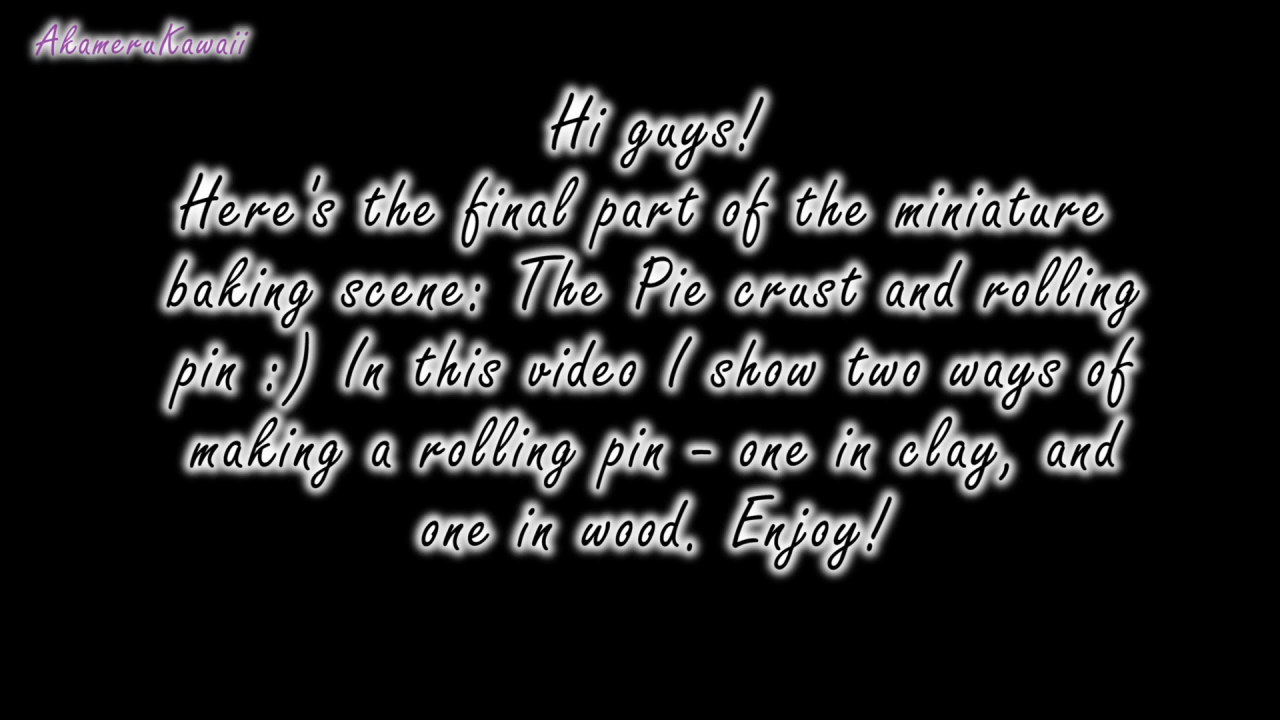 AkameruKawaii
Hi guys!
Here's the final part of the miniature
baking scene: The Pie crust and rolling
pin :) In this video I show two ways of
making a rolling pin - one in clay, and
one in wood. Enjoy!